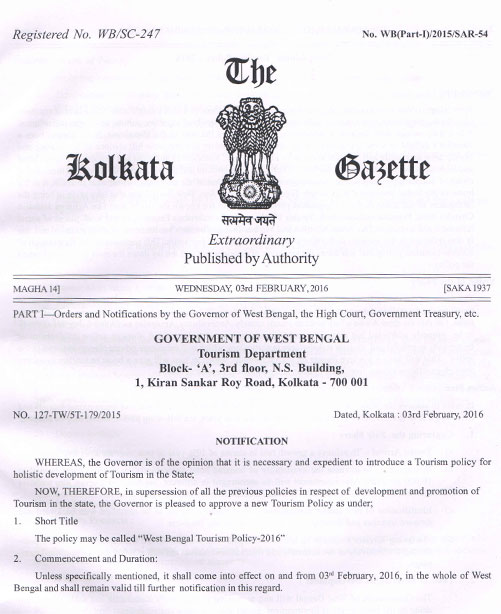 Registered No. WB/SC-247
No. WB(Part-I)/2015/SAR-54
The
Kolkata Gazette
सत्यमेव जयते
Extraordinary
Published by Authority
MAGHA 14]
WEDNESDAY, 03rd FEBRUARY, 2016
[SAKA 1937
PART I—Orders and Notifications by the Governor of West Bengal, the High Court, Government Treasury, etc.
GOVERNMENT OF WEST BENGAL
Tourism Department
Block- ‘A’, 3rd floor, N.S. Building,
1, Kiran Sankar Roy Road, Kolkata - 700 001
NO. 127-TW/5T-179/2015
Dated, Kolkata : 03rd February, 2016
NOTIFICATION
WHEREAS, the Governor is of the opinion that it is necessary and expedient to introduce a Tourism policy for
holistic development of Tourism in the State;
NOW, THEREFORE, in supersession of all the previous policies in respect of development and promotion of
Tourism in the state, the Governor is pleased to approve a new Tourism Policy as under;
1. Short Title
The policy may be called “West Bengal Tourism Policy-2016”
2. Commencement and Duration:
Unless specifically mentioned, it shall come into effect on and from 03rd February, 2016, in the whole of West
Bengal and shall remain valid till further notification in this regard.